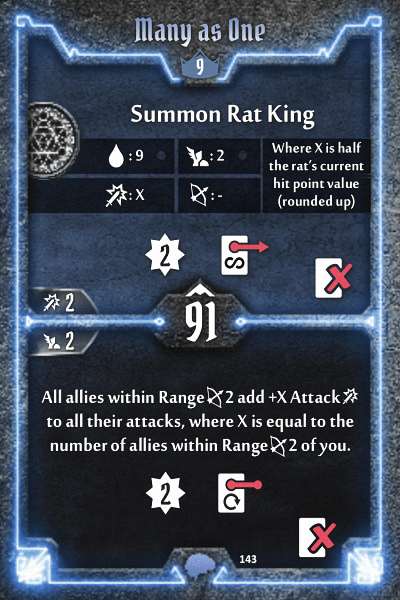 Many as One
9
Summon Rat King
: 9
: 2
Where X is half
the rat's current
hit point value
(rounded up)
: X
: -
2
2
91
2
All allies within Range 2 add +X Attack
to all their attacks, where X is equal to the
number of allies within Range 2 of you.
2
143